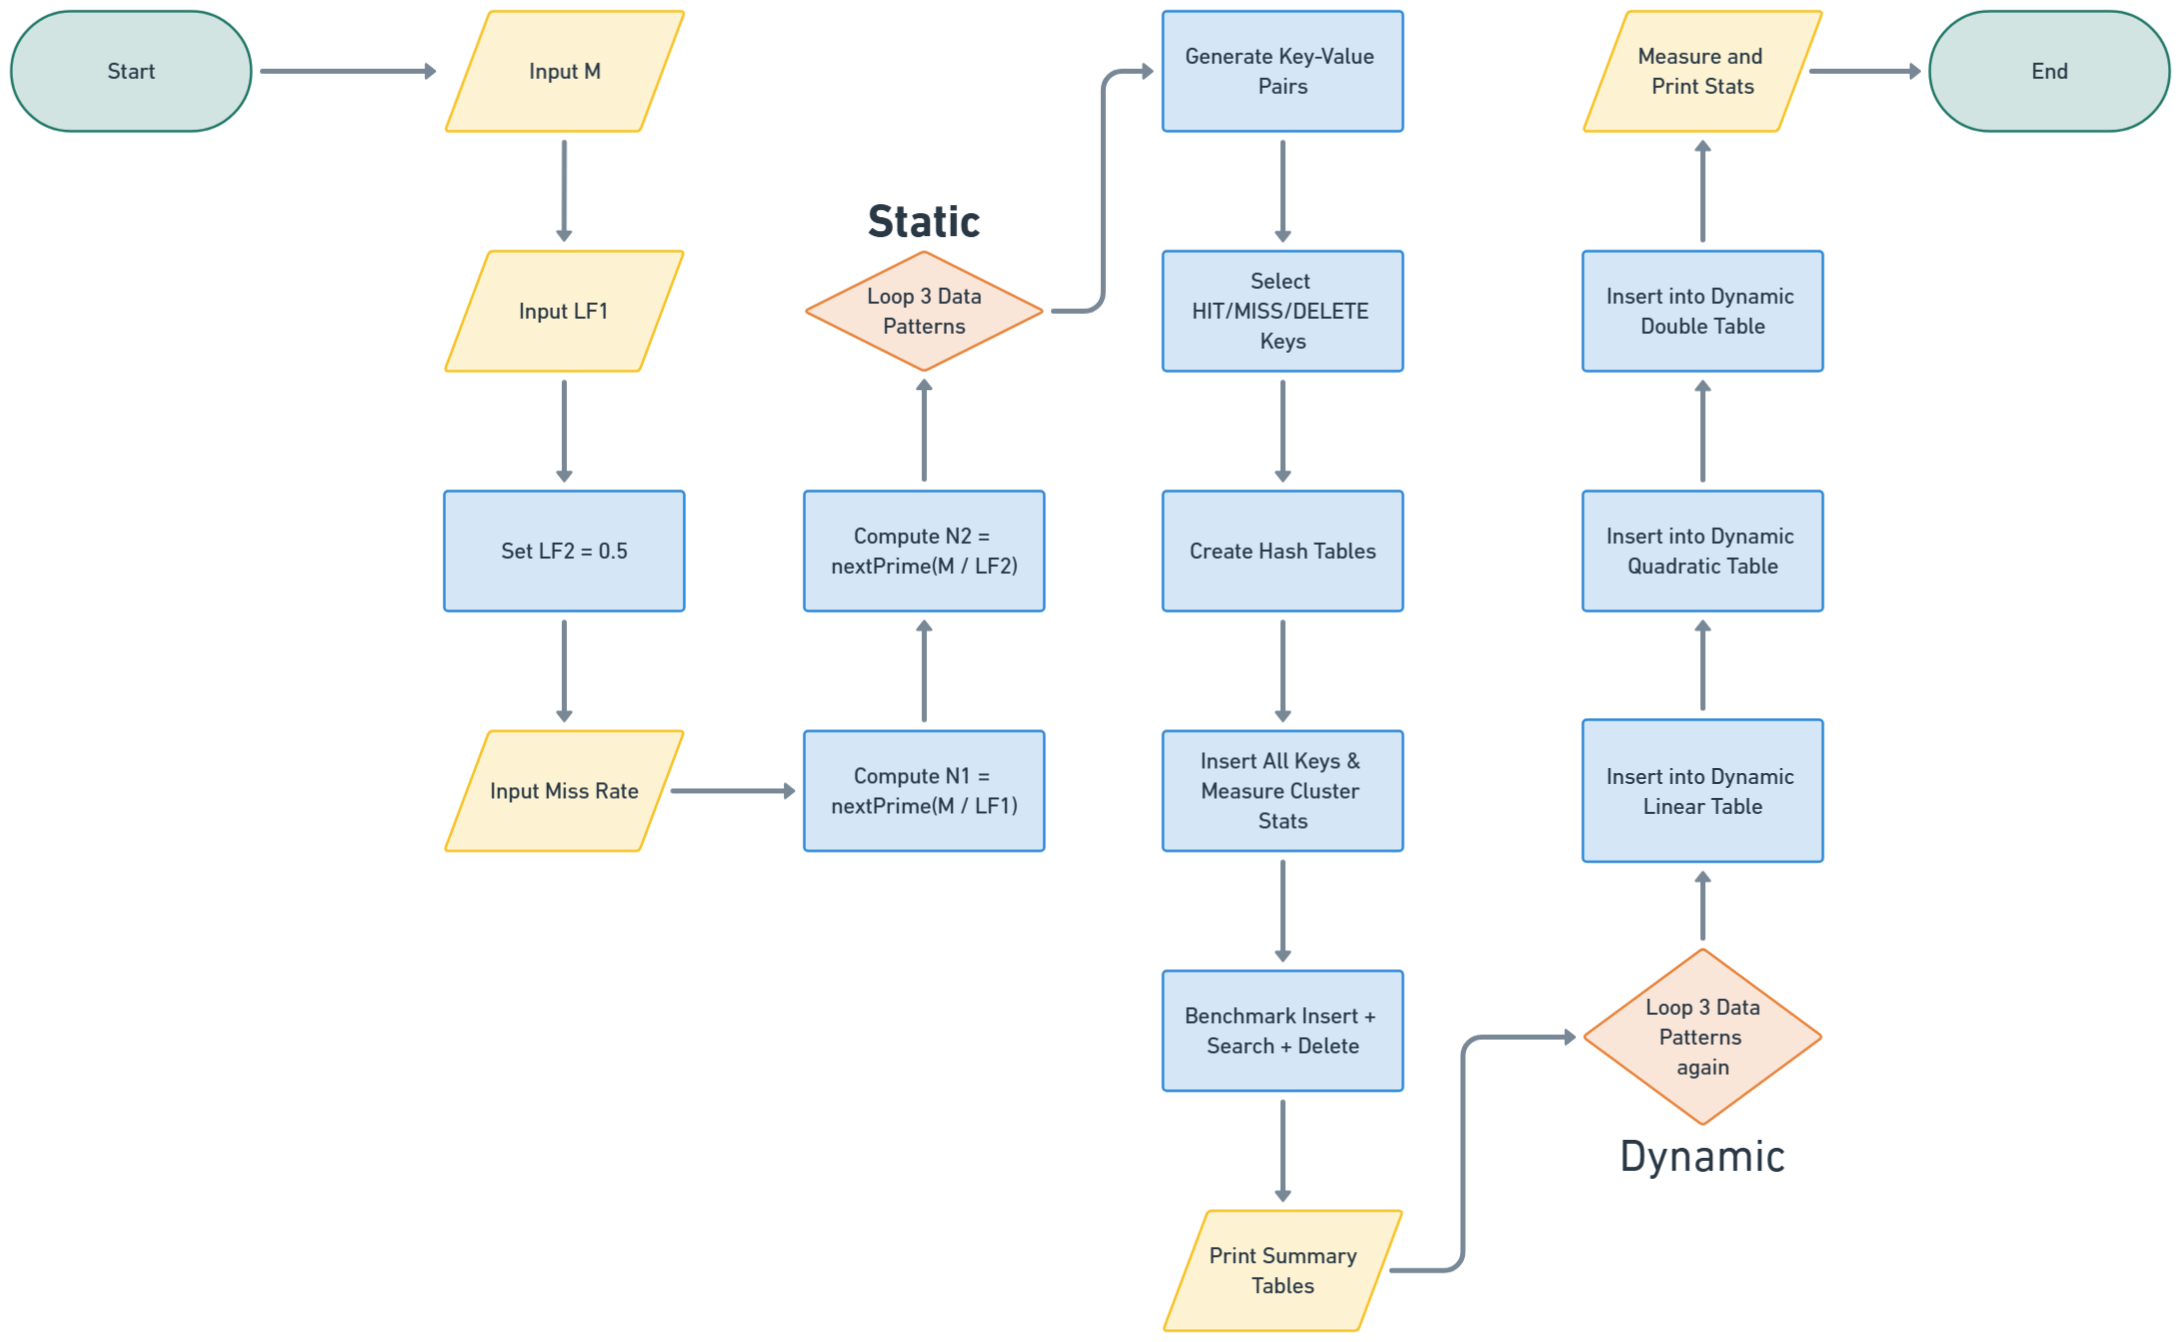 Start
Input M
Input LF1
Set LF2 = 0.5
Input Miss Rate
Compute N1 =
nextPrime(M / LF1)
Compute N2 =
nextPrime(M / LF2)
Static
Loop 3 Data
Patterns
Generate Key-Value
Pairs
Select
HIT/MISS/DELETE
Keys
Create Hash Tables
Insert All Keys &
Measure Cluster
Stats
Benchmark Insert +
Search + Delete
Print Summary
Tables
Loop 3 Data
Patterns
again
Dynamic
Insert into Dynamic
Linear Table
Insert into Dynamic
Quadratic Table
Insert into Dynamic
Double Table
Measure and
Print Stats
End